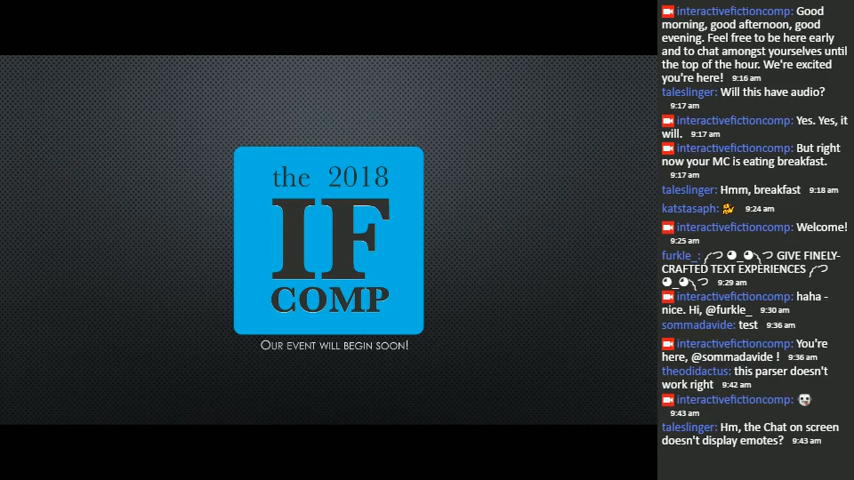 the 2018
IF
COMP
OUR EVENT WILL BEGIN SOON!
interactivefictioncomp: Good
morning, good afternoon, good
evening. Feel free to be here early
and to chat amongst yourselves until
the top of the hour. We're excited
you're here! 9:16 am
taleslinger: Will this have audio?
9:17 am
interactivefictioncomp: Yes. Yes, it
will. 9:17 am
interactivefictioncomp: But right
now your MC is eating breakfast.
9:17 am
taleslinger: Hmm, breakfast 9:18 am
katstasaph: 9:24 am
interactivefictioncomp: Welcome!
9:25 am
furkle_: ༼つ ◕_◕༽つ GIVE FINELY-
CRAFTED TEXT EXPERIENCES ༼つ
◕_◕༽つ 9:29 am
interactivefictioncomp: haha -
nice. Hi, @furkle_ 9:30 am
sommadavide: test 9:36 am
interactivefictioncomp: You're
here, @sommadavide ! 9:36 am
theodidactus: this parser doesn't
work right 9:42 am
interactivefictioncomp:
9:43 am
taleslinger: Hm, the Chat on screen
doesn't display emotes? 9:43 am